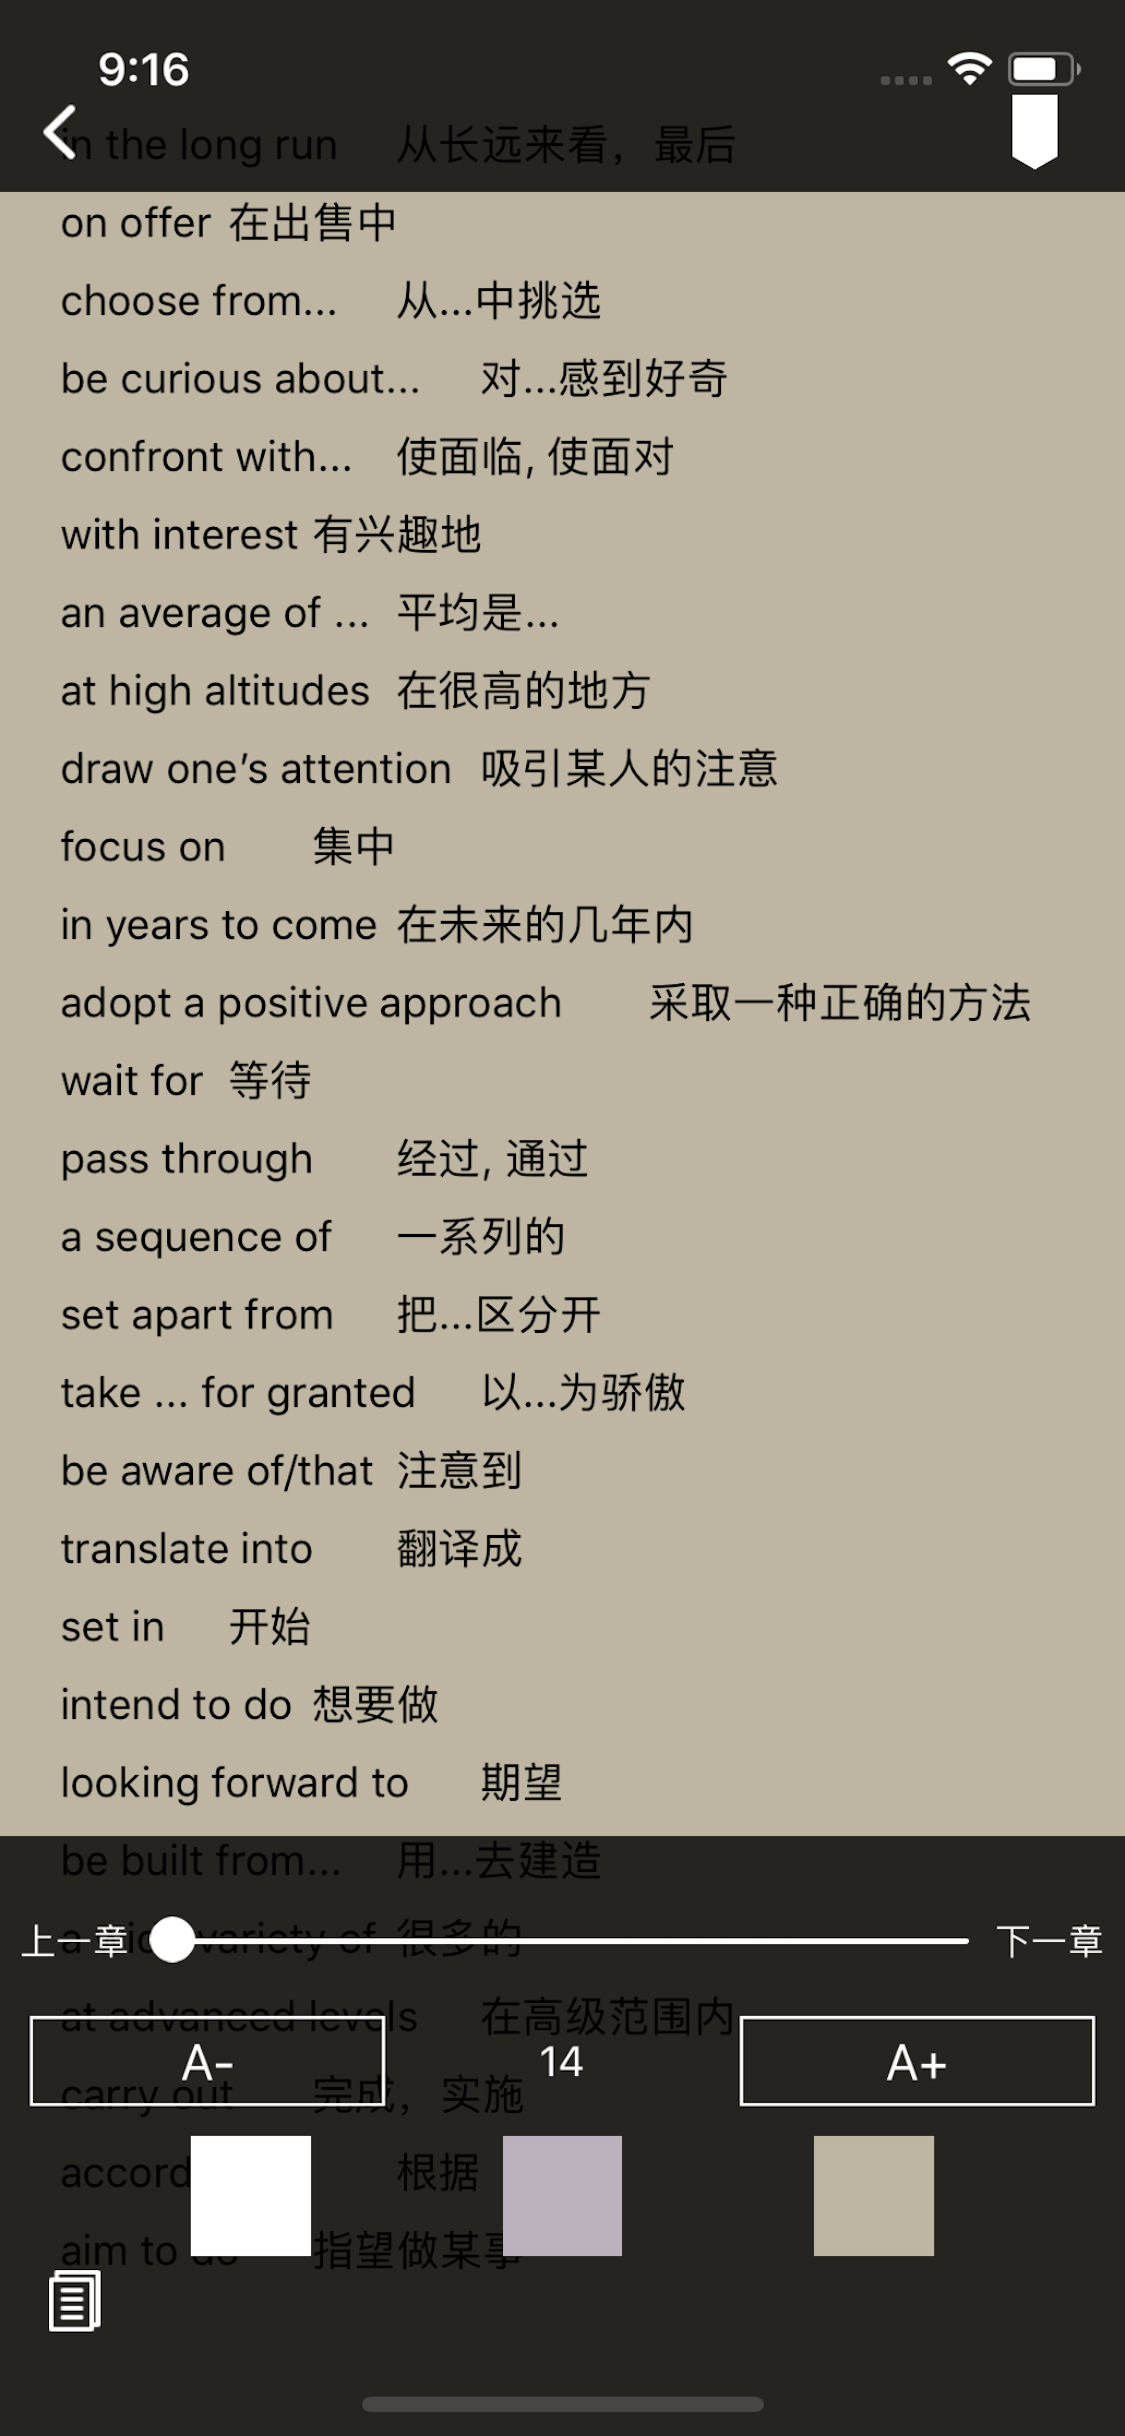 9:16
in the long run 从长远来看，最后
on offer 在出售中
choose from... 从...中挑选
be curious about... 对...感到好奇
confront with... 使面临, 使面对
with interest 有兴趣地
an average of ... 平均是...
at high altitudes 在很高的地方
draw one’s attention 吸引某人的注意
focus on 集中
in years to come 在未来的几年内
adopt a positive approach 采取一种正确的方法
wait for 等待
pass through 经过, 通过
a sequence of 一系列的
set apart from 把...区分开
take ... for granted 以...为骄傲
be aware of/that 注意到
translate into 翻译成
set in 开始
intend to do 想要做
looking forward to 期望
be built from... 用...去建造
a variety of 很多的
上一章 下一章
at advanced levels 在高级范围内
A- 14 A+
carry out 完成，实施
accord 根据
aim to do 指望做某事